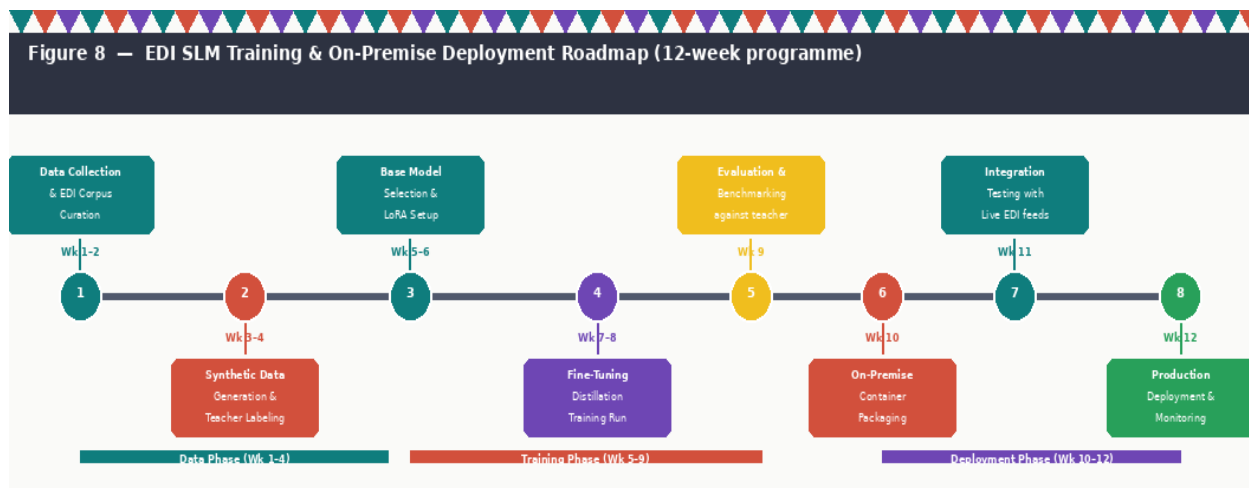 Figure 8 — EDI SLM Training & On-Premise Deployment Roadmap (12-week programme)
Data Collection
& EDI Corpus
Curation
Wk 1-2
1
2
Wk 3-4
Synthetic Data
Generation &
Teacher Labeling
Base Model
Selection &
LoRA Setup
Wk 5-6
3
4
Wk 7-8
Fine-Tuning
Distillation
Training Run
Evaluation &
Benchmarking
against teacher
Wk 9
5
6
Wk 10
On-Premise
Container
Packaging
Integration
Testing with
Live EDI feeds
Wk 11
7
8
Wk 12
Production
Deployment &
Monitoring
Data Phase (Wk 1-4)
Training Phase (Wk 5-9)
Deployment Phase (Wk 10-12)